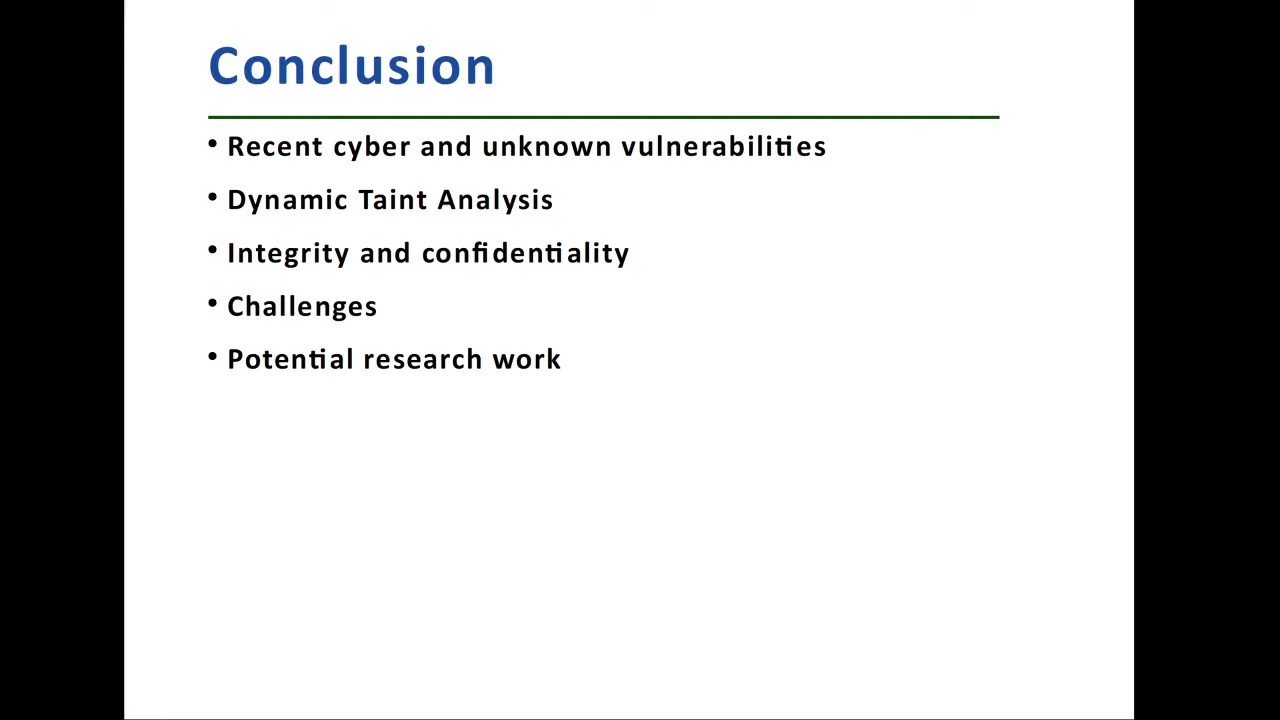 Conclusion
• Recent cyber and unknown vulnerabilities
• Dynamic Taint Analysis
• Integrity and confidentiality
• Challenges
• Potential research work